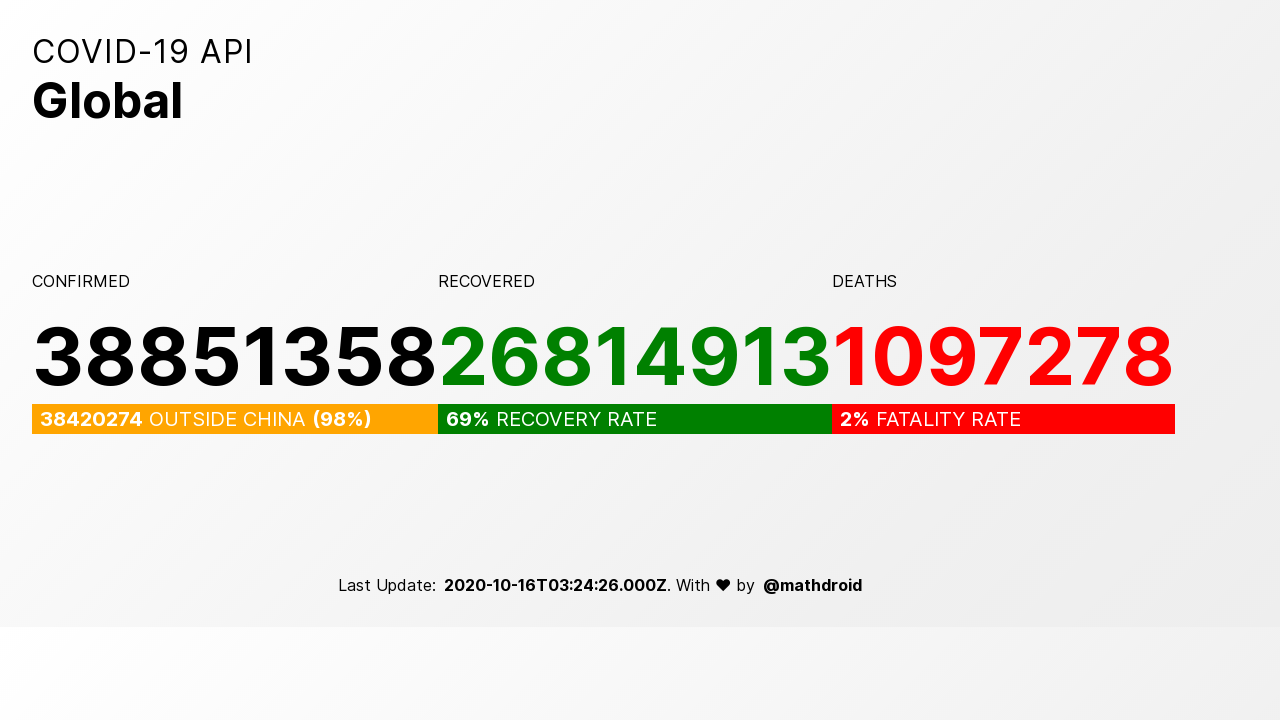 COVID-19 API
Global
CONFIRMED
38851358
38420274 OUTSIDE CHINA (98%)
RECOVERED
26814913
69% RECOVERY RATE
DEATHS
1097278
2% FATALITY RATE
Last Update: 2020-10-16T03:24:26.000Z. With ♥ by @mathdroid